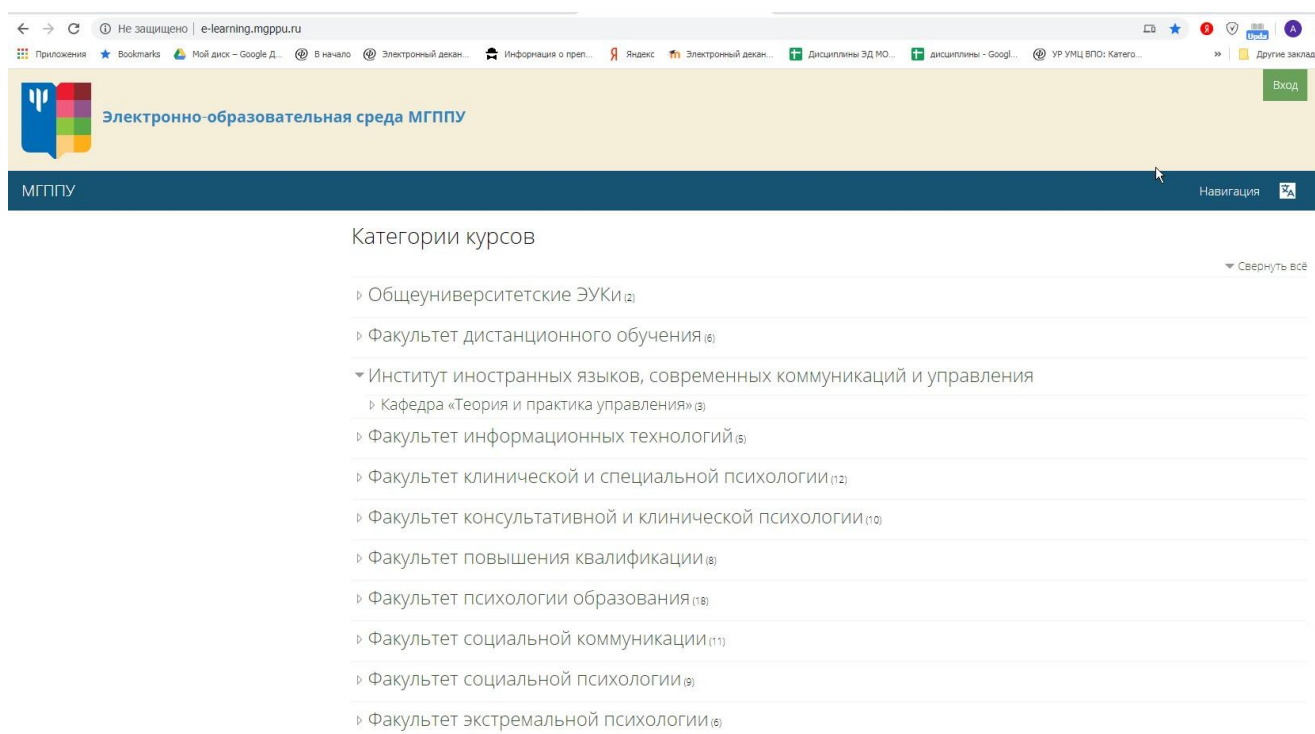 Не защищено | e-learning.mgppu.ru
Я
Upda
A
Приложения Bookmarks Мой диск – Google Д... В начало Электронный декан... Информация о преп... Яндекс Электронный декан... Дисциплины ЭД МО... дисциплины - Googl... УР УМЦ ВПО: Катего... » Другие заклад
Вход
Электронно-образовательная среда МГППУ
МГППУ Навигация
Категории курсов
Свернуть всё
Общеуниверситетские ЭУКи (2)
Факультет дистанционного обучения (6)
Институт иностранных языков, современных коммуникаций и управления
Кафедра «Теория и практика управления» (3)
Факультет информационных технологий (5)
Факультет клинической и специальной психологии (12)
Факультет консультативной и клинической психологии (10)
Факультет повышения квалификации (8)
Факультет психологии образования (18)
Факультет социальной коммуникации (11)
Факультет социальной психологии (9)
Факультет экстремальной психологии (6)